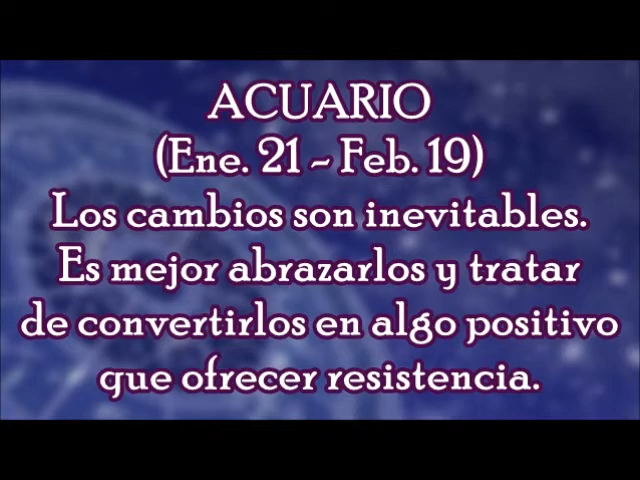 ACUARIO
(Ene. 21 - Feb. 19)
Los cambios son inevitables.
Es mejor abrazarlos y tratar
de convertirlos en algo positivo
que ofrecer resistencia.